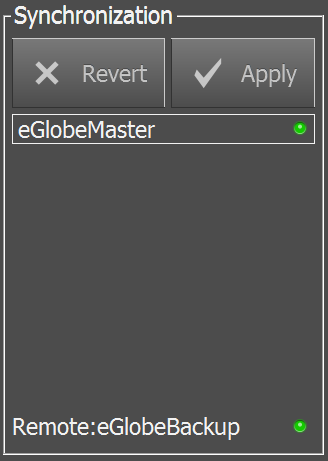 Synchronization
Revert
Apply
eGlobeMaster
Remote:eGlobeBackup